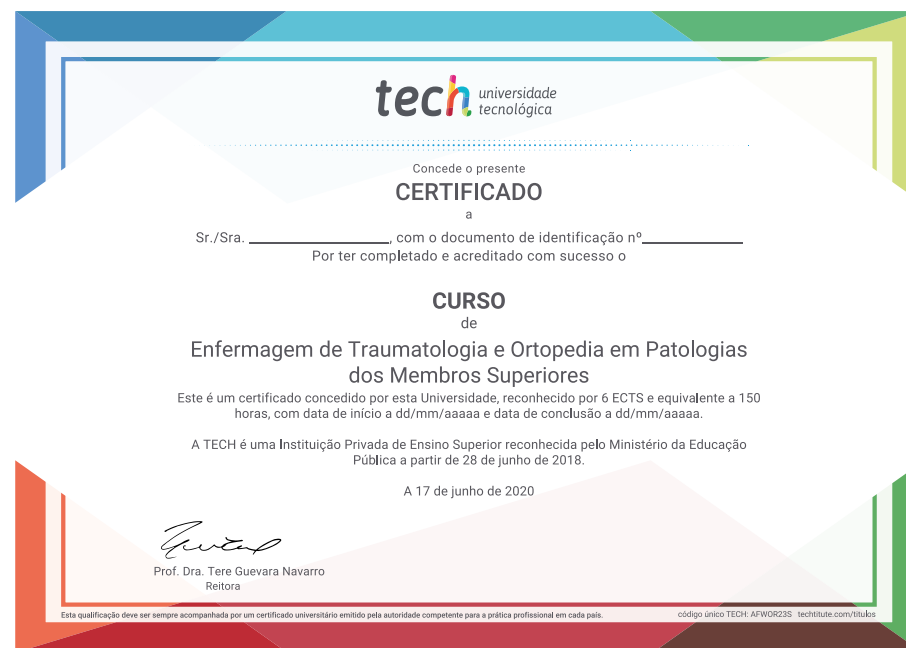 tech universidade
tecnológica
Concede o presente
CERTIFICADO
a
Sr./Sra. ____________________, com o documento de identificação nº______________
Por ter completado e acreditado com sucesso o
CURSO
de
Enfermagem de Traumatologia e Ortopedia em Patologias
dos Membros Superiores
Este é um certificado concedido por esta Universidade, reconhecido por 6 ECTS e equivalente a 150
horas, com data de início a dd/mm/aaaaa e data de conclusão a dd/mm/aaaaa.
A TECH é uma Instituição Privada de Ensino Superior reconhecida pelo Ministério da Educação
Pública a partir de 28 de junho de 2018.
A 17 de junho de 2020
Prof. Dra. Tere Guevara Navarro
Reitora
Esta qualificação deve ser sempre acompanhada por um certificado universitário emitido pela autoridade competente para a prática profissional em cada país.
código único TECH: AFWOR23S techtitute.com/titulos